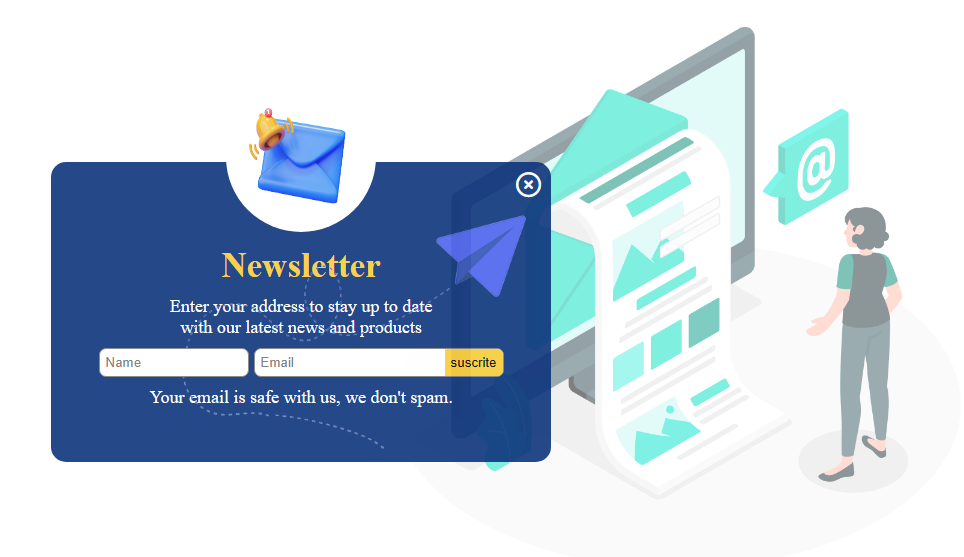 Newsletter
Enter your address to stay up to date
with our latest news and products
Name
Email
suscrite
Your email is safe with us, we don't spam.
@